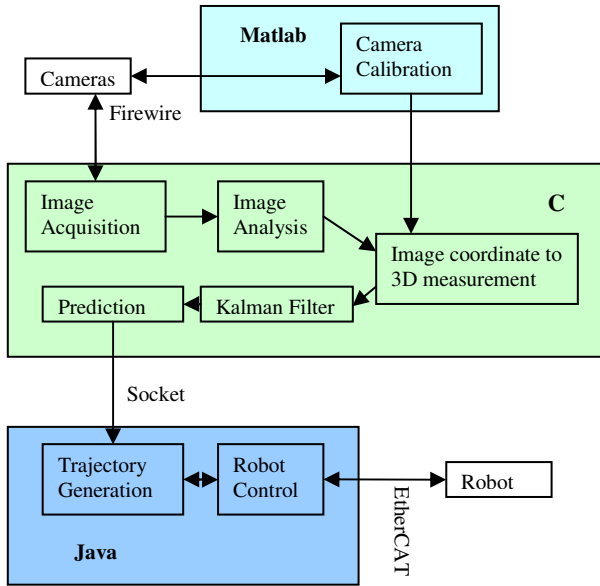 Matlab
Camera
Calibration
Cameras
Firewire
C
Image
Acquisition
Image
Analysis
Image coordinate to
3D measurement
Prediction
Kalman Filter
Socket
Trajectory
Generation
Robot
Control
Robot
EtherCAT
Java